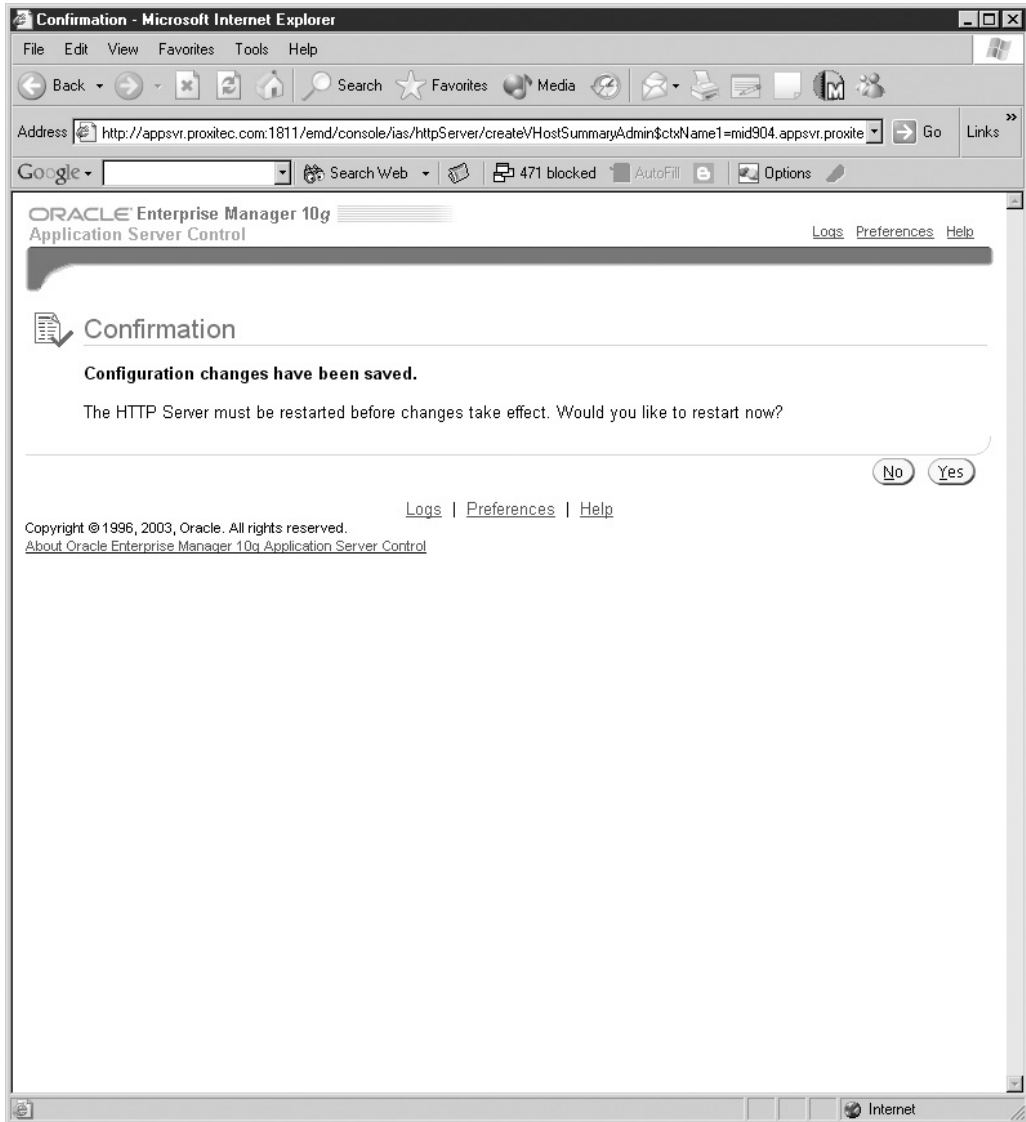 Confirmation - Microsoft Internet Explorer
File Edit View Favorites Tools Help
Back Search Favorites Media
Address http://appsvr.proxitec.com:1811/emd/console/ias/httpServer/createVHostSummaryAdmin$ctxName1=mid904.appsvr.proxite Go Links »
Google Search Web 471 blocked AutoFill Options
ORACLE Enterprise Manager 10g
Application Server Control
Logs Preferences Help
Confirmation
Configuration changes have been saved.
The HTTP Server must be restarted before changes take effect. Would you like to restart now?
No Yes
Logs | Preferences | Help
Copyright © 1996, 2003, Oracle. All rights reserved.
About Oracle Enterprise Manager 10g Application Server Control
Internet